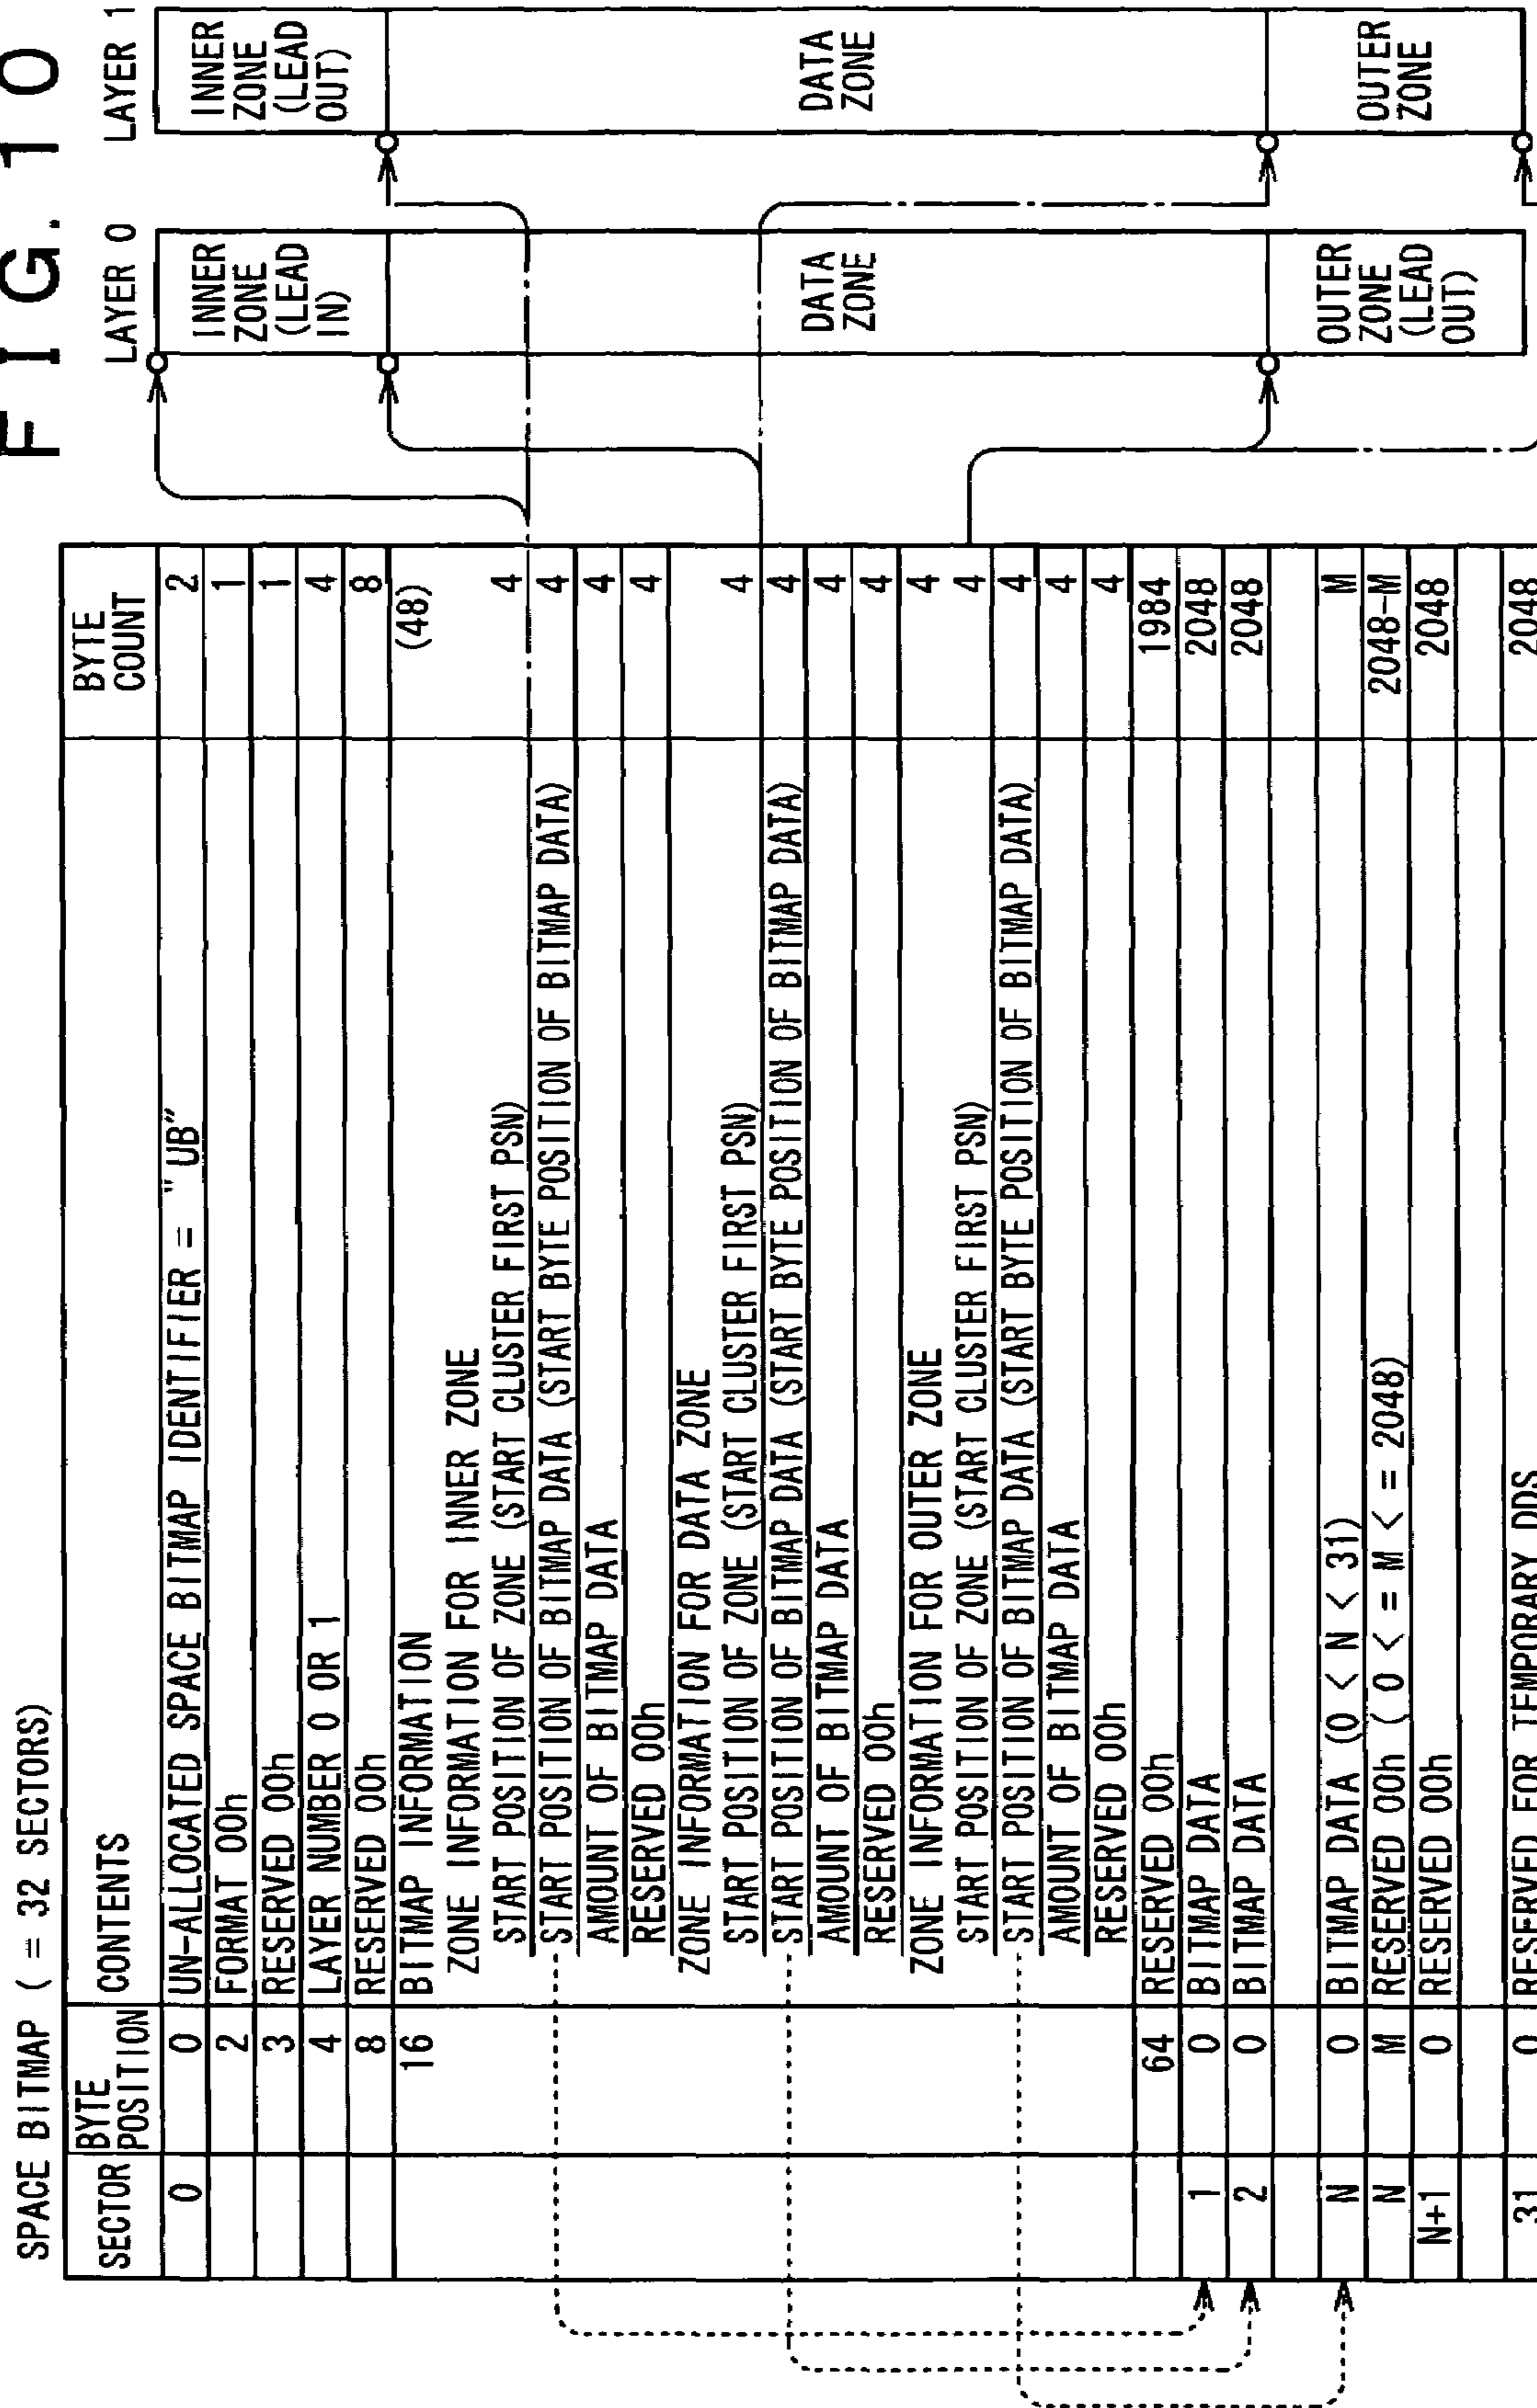 FIG. 10
SPACE BITMAP ( = 32 SECTORS)
SECTOR BYTE POSITION CONTENTS BYTE COUNT
0 0 UN-ALLOCATED SPACE BITMAP IDENTIFIER = "UB" 2
2 FORMAT 00h 1
3 RESERVED 00h 1
4 LAYER NUMBER 0 OR 1 4
8 RESERVED 00h 8
16 BITMAP INFORMATION (48)
ZONE INFORMATION FOR INNER ZONE
START POSITION OF ZONE (START CLUSTER FIRST PSN) 4
START POSITION OF BITMAP DATA (START BYTE POSITION OF BITMAP DATA) 4
AMOUNT OF BITMAP DATA 4
RESERVED 00h 4
ZONE INFORMATION FOR DATA ZONE
START POSITION OF ZONE (START CLUSTER FIRST PSN) 4
START POSITION OF BITMAP DATA (START BYTE POSITION OF BITMAP DATA) 4
AMOUNT OF BITMAP DATA 4
RESERVED 00h 4
ZONE INFORMATION FOR OUTER ZONE 4
START POSITION OF ZONE (START CLUSTER FIRST PSN) 4
START POSITION OF BITMAP DATA (START BYTE POSITION OF BITMAP DATA) 4
AMOUNT OF BITMAP DATA 4
RESERVED 00h 4
64 RESERVED 00h 1984
1 0 BITMAP DATA 2048
2 0 BITMAP DATA 2048
N 0 BITMAP DATA (0 < N < 31) M
N M RESERVED 00h ( 0 < = M < = 2048) 2048-M
N+1 0 RESERVED 00h 2048
31 0 RESERVED FOR TEMPORARY DDS 2048
LAYER 0
INNER
ZONE
(LEAD
IN)
DATA
ZONE
OUTER
ZONE
(LEAD
OUT)
LAYER 1
INNER
ZONE
(LEAD
OUT)
DATA
ZONE
OUTER
ZONE